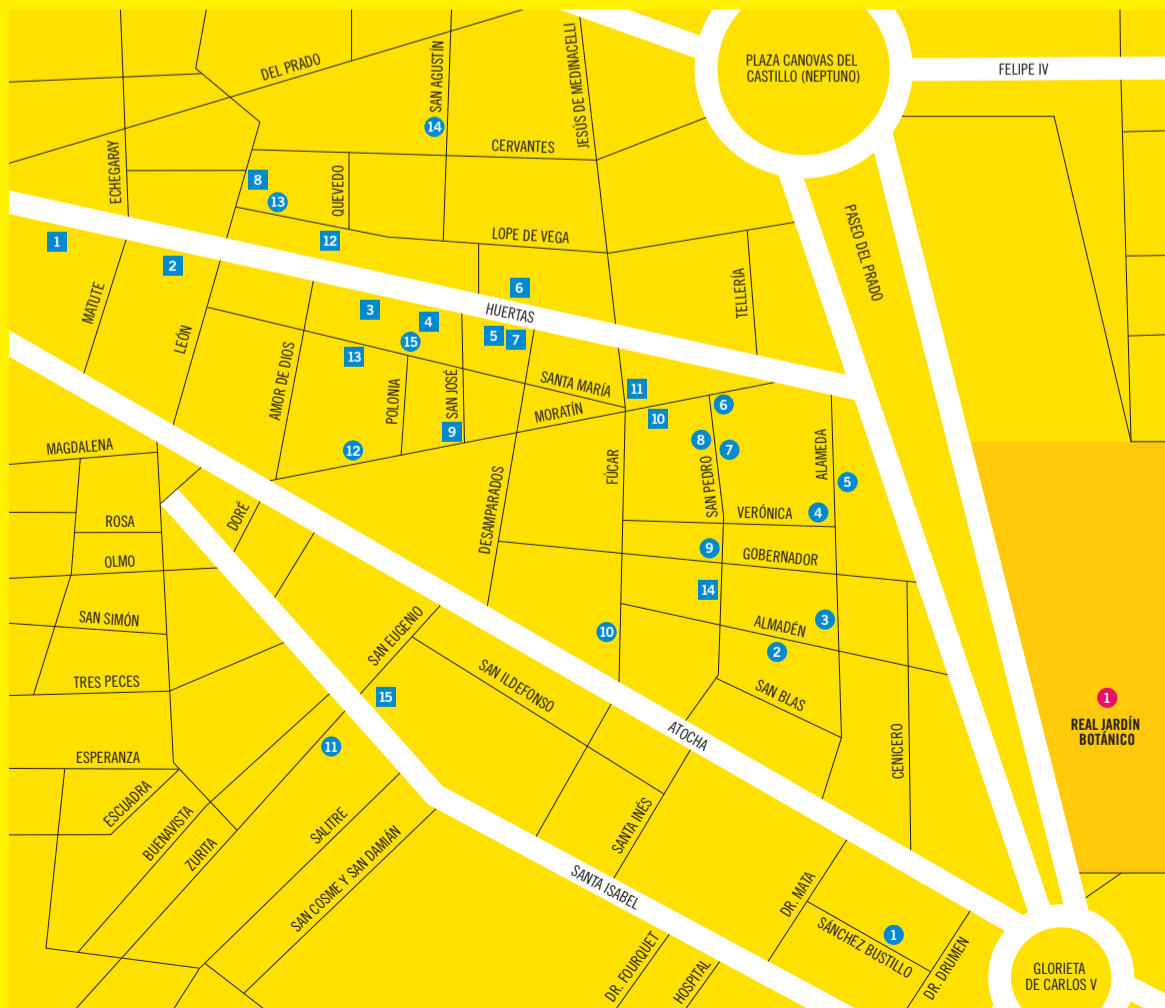 PLAZA CANOVAS DEL
CASTILLO (NEPTUNO)
FELIPE IV
DEL PRADO
SAN AGUSTÍN
JESÚS DE MEDINACELLI
14
CERVANTES
ECHEGARAY
8
13
QUEVEDO
PASEO DEL PRADO
1
2
12
LOPE DE VEGA
TELLERÍA
MATUTE
LEÓN
3
4
15
6
HUERTAS
5
7
13
AMOR DE DIOS
POLONIA
SAN JOSÉ
SANTA MARÍA
MORATÍN
11
10
6
9
12
8
7
MAGDALENA
DORÉ
DESAMPARADOS
FÚCAR
SAN PEDRO
ALAMEDA
5
VERÓNICA
4
ROSA
OLMO
9
GOBERNADOR
14
SAN SIMÓN
SAN EUGENIO
10
ALMADÉN
3
2
TRES PECES
15
SAN ILDEFONSO
SAN BLAS
1
REAL JARDÍN
BOTÁNICO
11
ATOCHA
CENICERO
ESPERANZA
ESCUADRA
BUENAVISTA
ZURITA
SALITRE
SAN COSME Y SAN DAMIÁN
SANTA INÉS
SANTA ISABEL
DR. MATA
1
SÁNCHEZ BUSTILLO
DR. DRUMEN
DR. FOURQUET
HOSPITAL
GLORIETA
DE CARLOS V